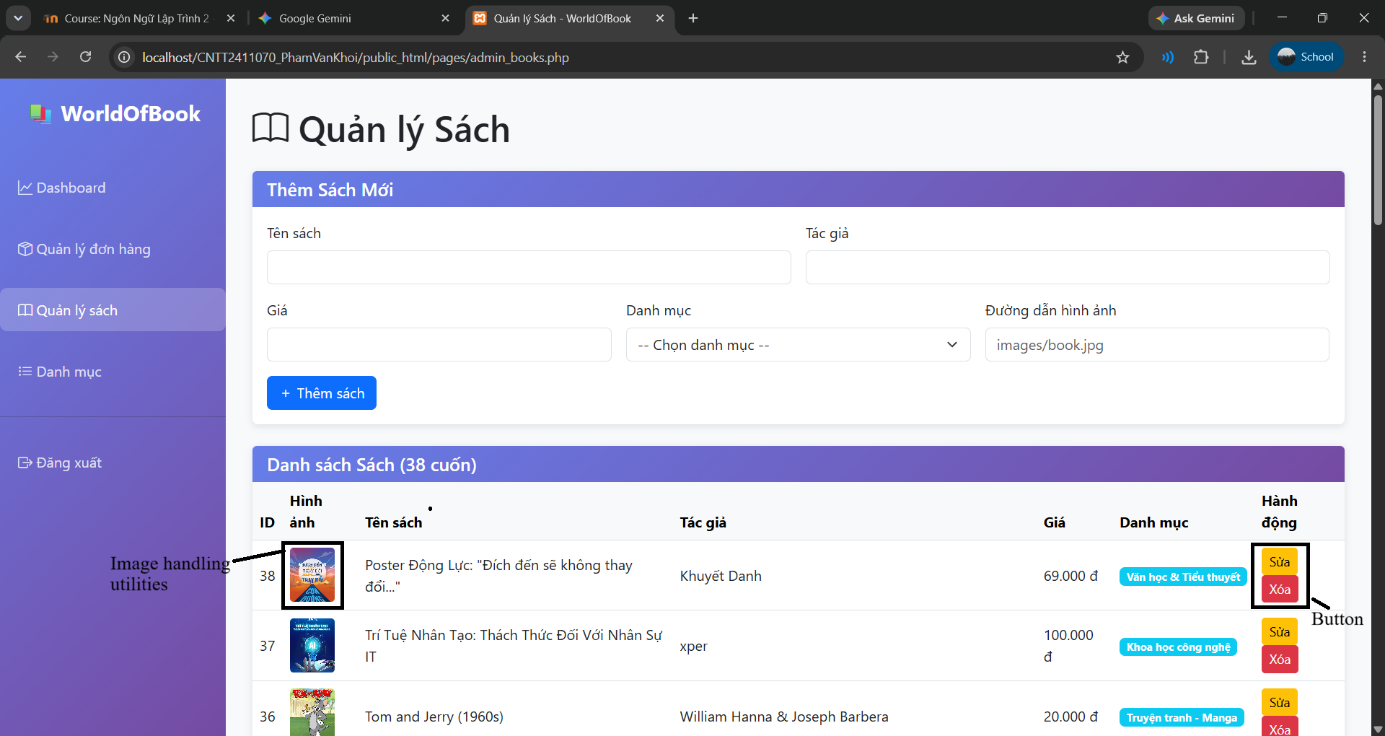 Course: Ngôn Ngữ Lập Trình 2
Google Gemini
Quản lý Sách - WorldOfBook
Ask Gemini
localhost/CNTT2411070_PhamVanKhoi/public_html/pages/admin_books.php
School
WorldOfBook
Dashboard
Quản lý đơn hàng
Quản lý sách
Danh mục
Đăng xuất
Quản lý Sách
Thêm Sách Mới
Tên sách
Tác giả
Giá
Danh mục
Đường dẫn hình ảnh
-- Chọn danh mục --
images/book.jpg
+ Thêm sách
Danh sách Sách (38 cuốn)
ID
Hình ảnh
Tên sách
Tác giả
Giá
Danh mục
Hành động
Image handling
utilities
38
Poster Động Lực: "Đích đến sẽ không thay
đổi..."
Khuyết Danh
69.000 đ
Văn học & Tiểu thuyết
Sửa
Xóa
Button
37
Trí Tuệ Nhân Tạo: Thách Thức Đối Với Nhân Sự
IT
xper
100.000
đ
Khoa học công nghệ
Sửa
Xóa
36
Tom and Jerry (1960s)
William Hanna & Joseph Barbera
20.000 đ
Truyện tranh - Manga
Sửa
Xóa